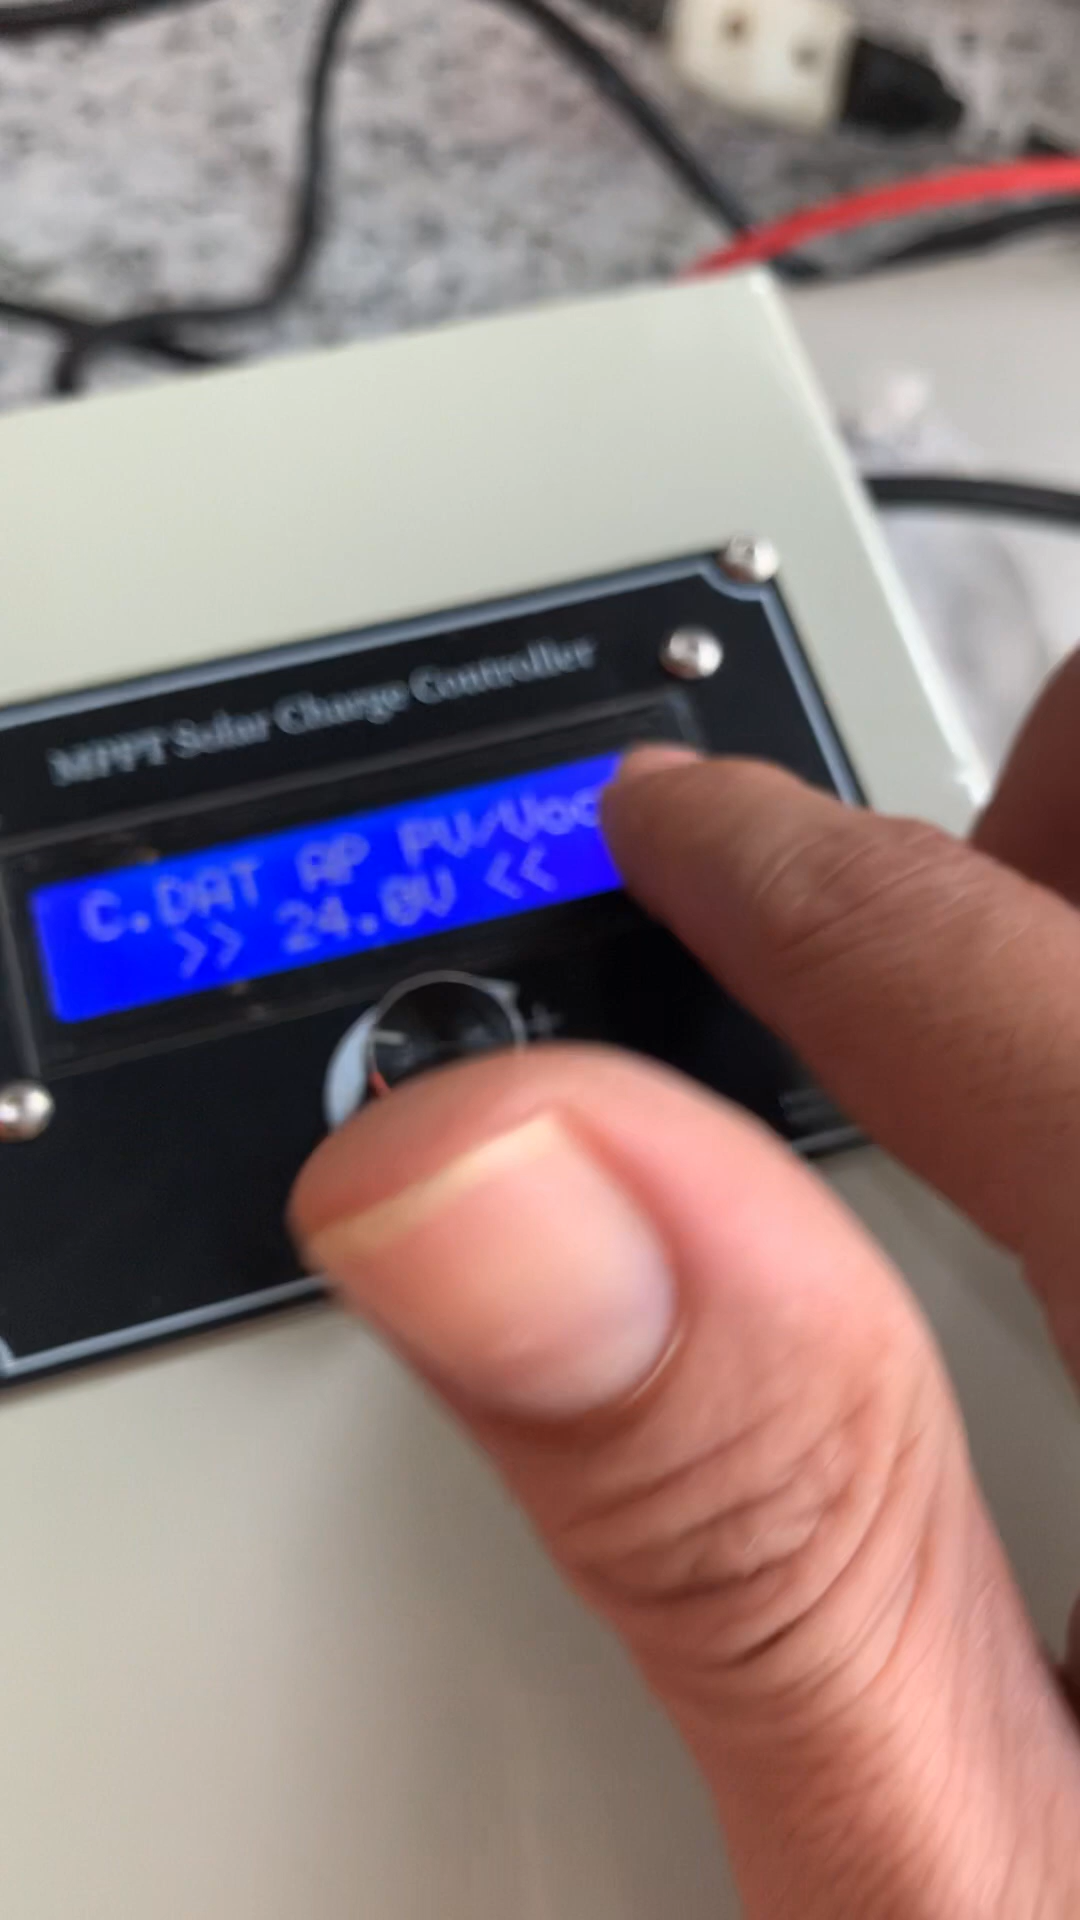 MPPT Solar Charge Controller
C.DAT AP PV/Voc
>> 24.0V <<
+